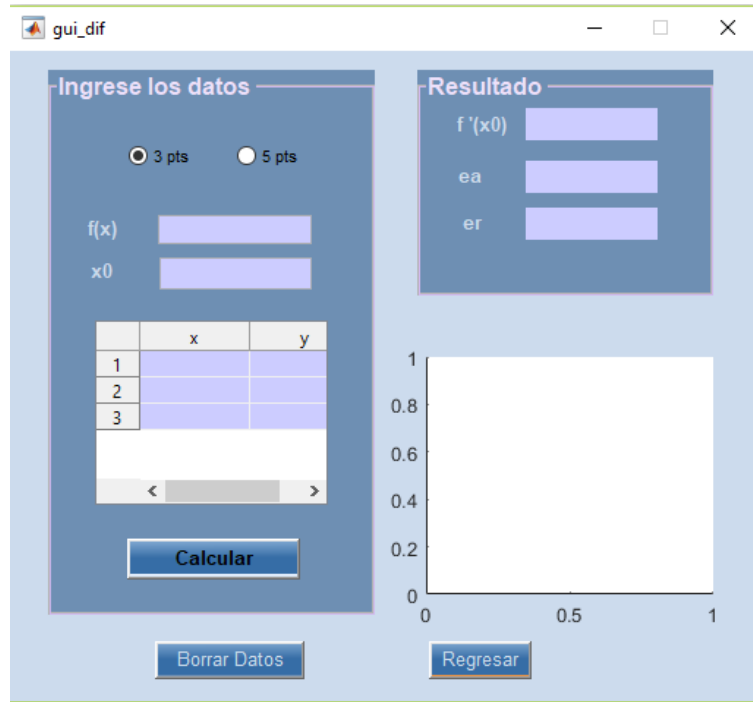 gui_dif
Ingrese los datos
3 pts 5 pts
f(x)
x0
x y
1
2
3
Calcular
Borrar Datos
Resultado
f '(x0)
ea
er
1
0.8
0.6
0.4
0.2
0
0 0.5 1
Regresar